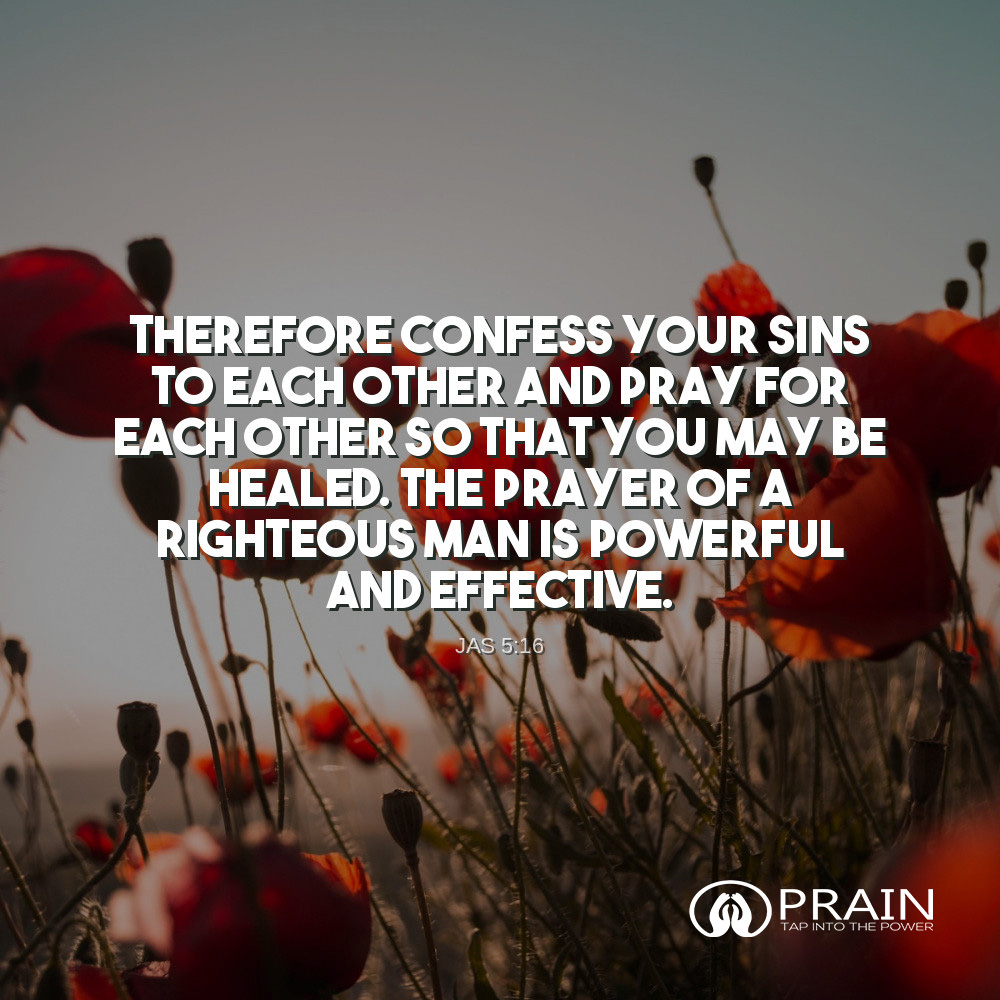 THEREFORE CONFESS YOUR SINS
TO EACH OTHER AND PRAY FOR
EACH OTHER SO THAT YOU MAY BE
HEALED. THE PRAYER OF A
RIGHTEOUS MAN IS POWERFUL
AND EFFECTIVE.
JAS 5:16
PRAIN
TAP INTO THE POWER